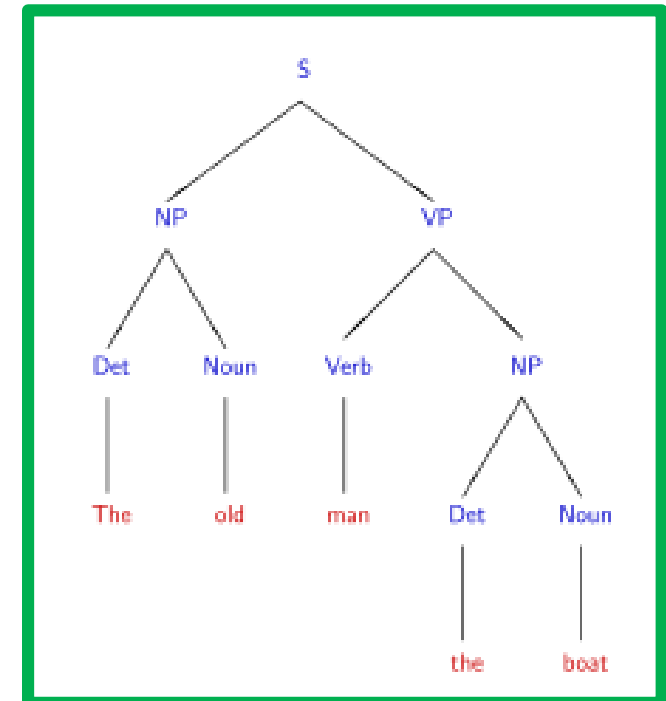 S
NP VP
Det Noun Verb NP
The old man Det Noun
the boat